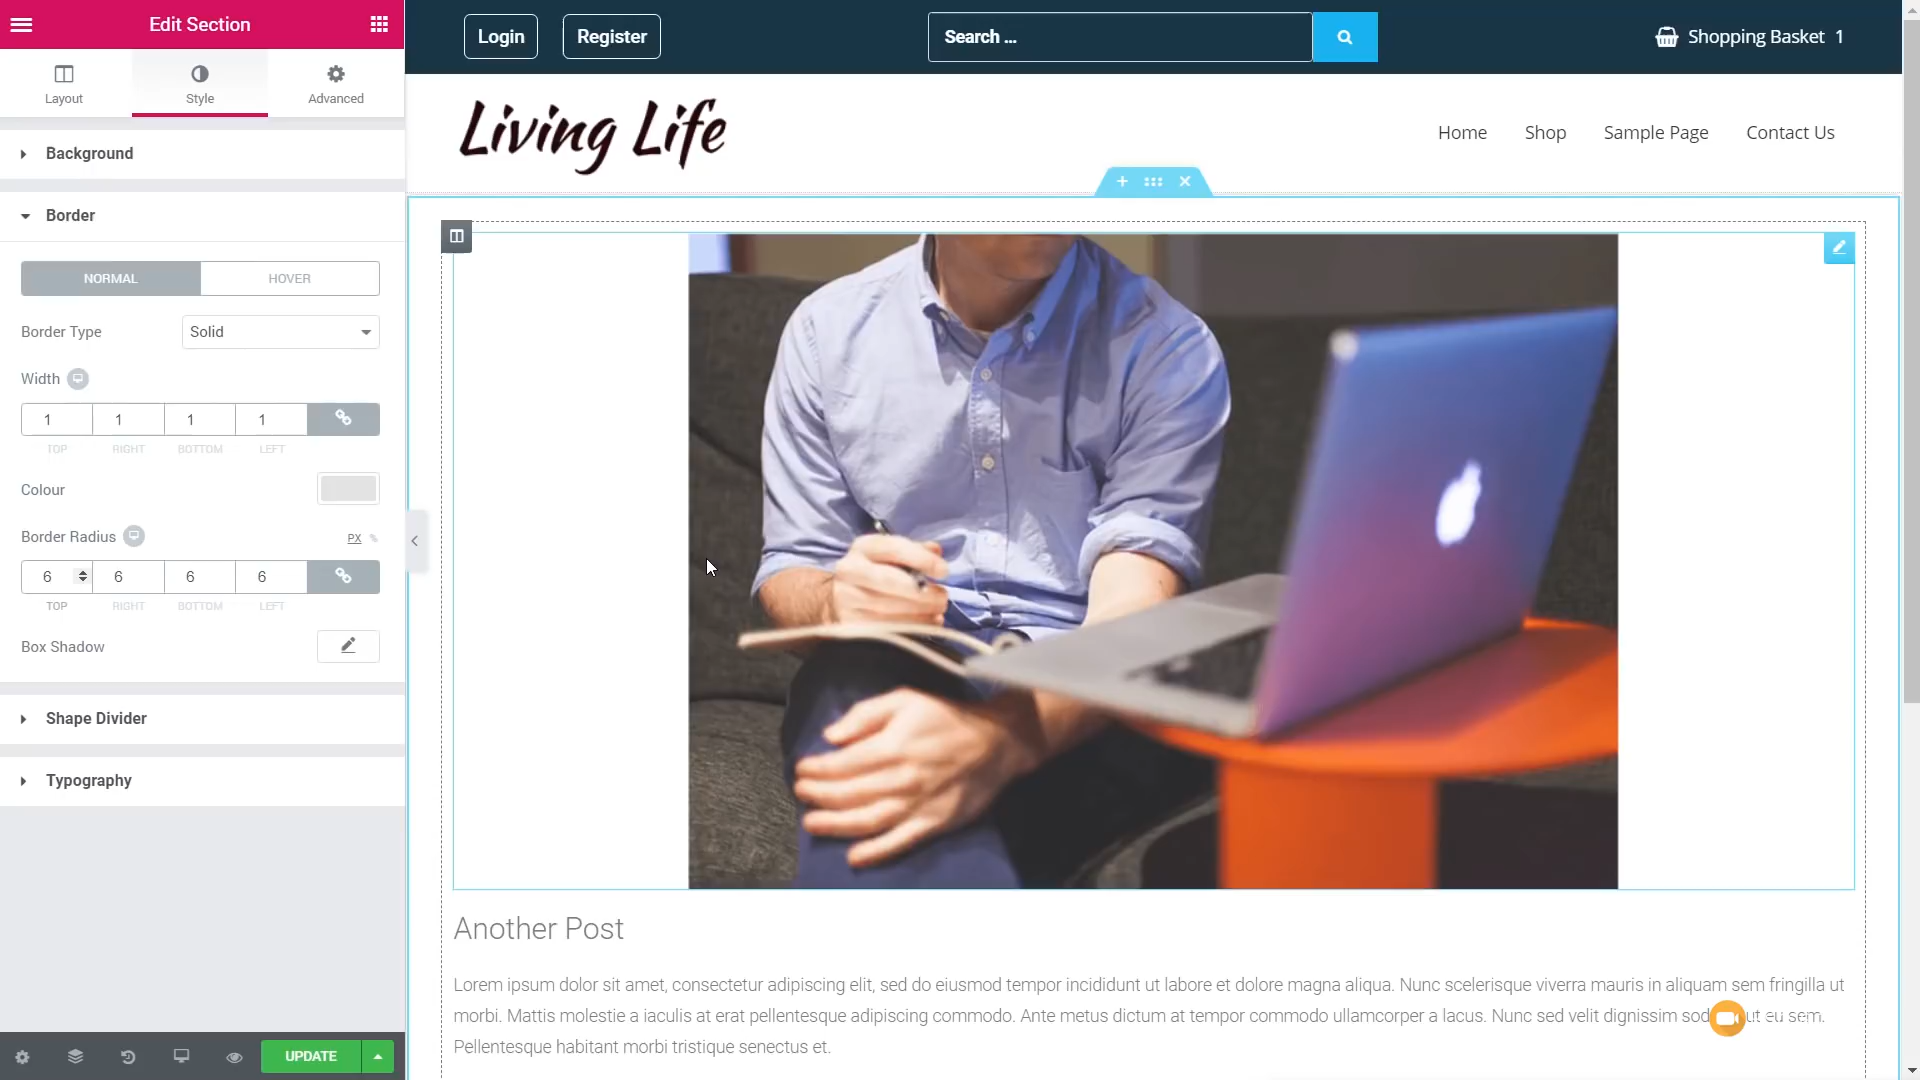 Edit Section
Layout
Style
Advanced
Background
Border
NORMAL
HOVER
Border Type
Solid
Width
1 1 1 1
TOP RIGHT BOTTOM LEFT
Colour
Border Radius
PX
6 6 6 6
TOP RIGHT BOTTOM LEFT
Box Shadow
Shape Divider
Typography
UPDATE
Login
Register
Search ...
Shopping Basket 1
Living Life
Home
Shop
Sample Page
Contact Us
Another Post
Lorem ipsum dolor sit amet, consectetur adipiscing elit, sed do eiusmod tempor incididunt ut labore et dolore magna aliqua. Nunc scelerisque viverra mauris in aliquam sem fringilla ut
morbi. Mattis molestie a iaculis at erat pellentesque adipiscing commodo. Ante metus dictum at tempor commodo ullamcorper a lacus. Nunc sed velit dignissim sod ut eu sem.
Pellentesque habitant morbi tristique senectus et.